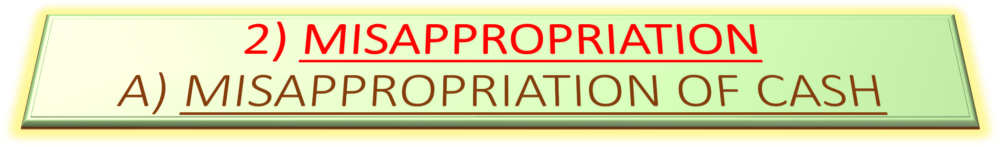 2) MISAPPROPRIATION
A) MISAPPROPRIATION OF CASH